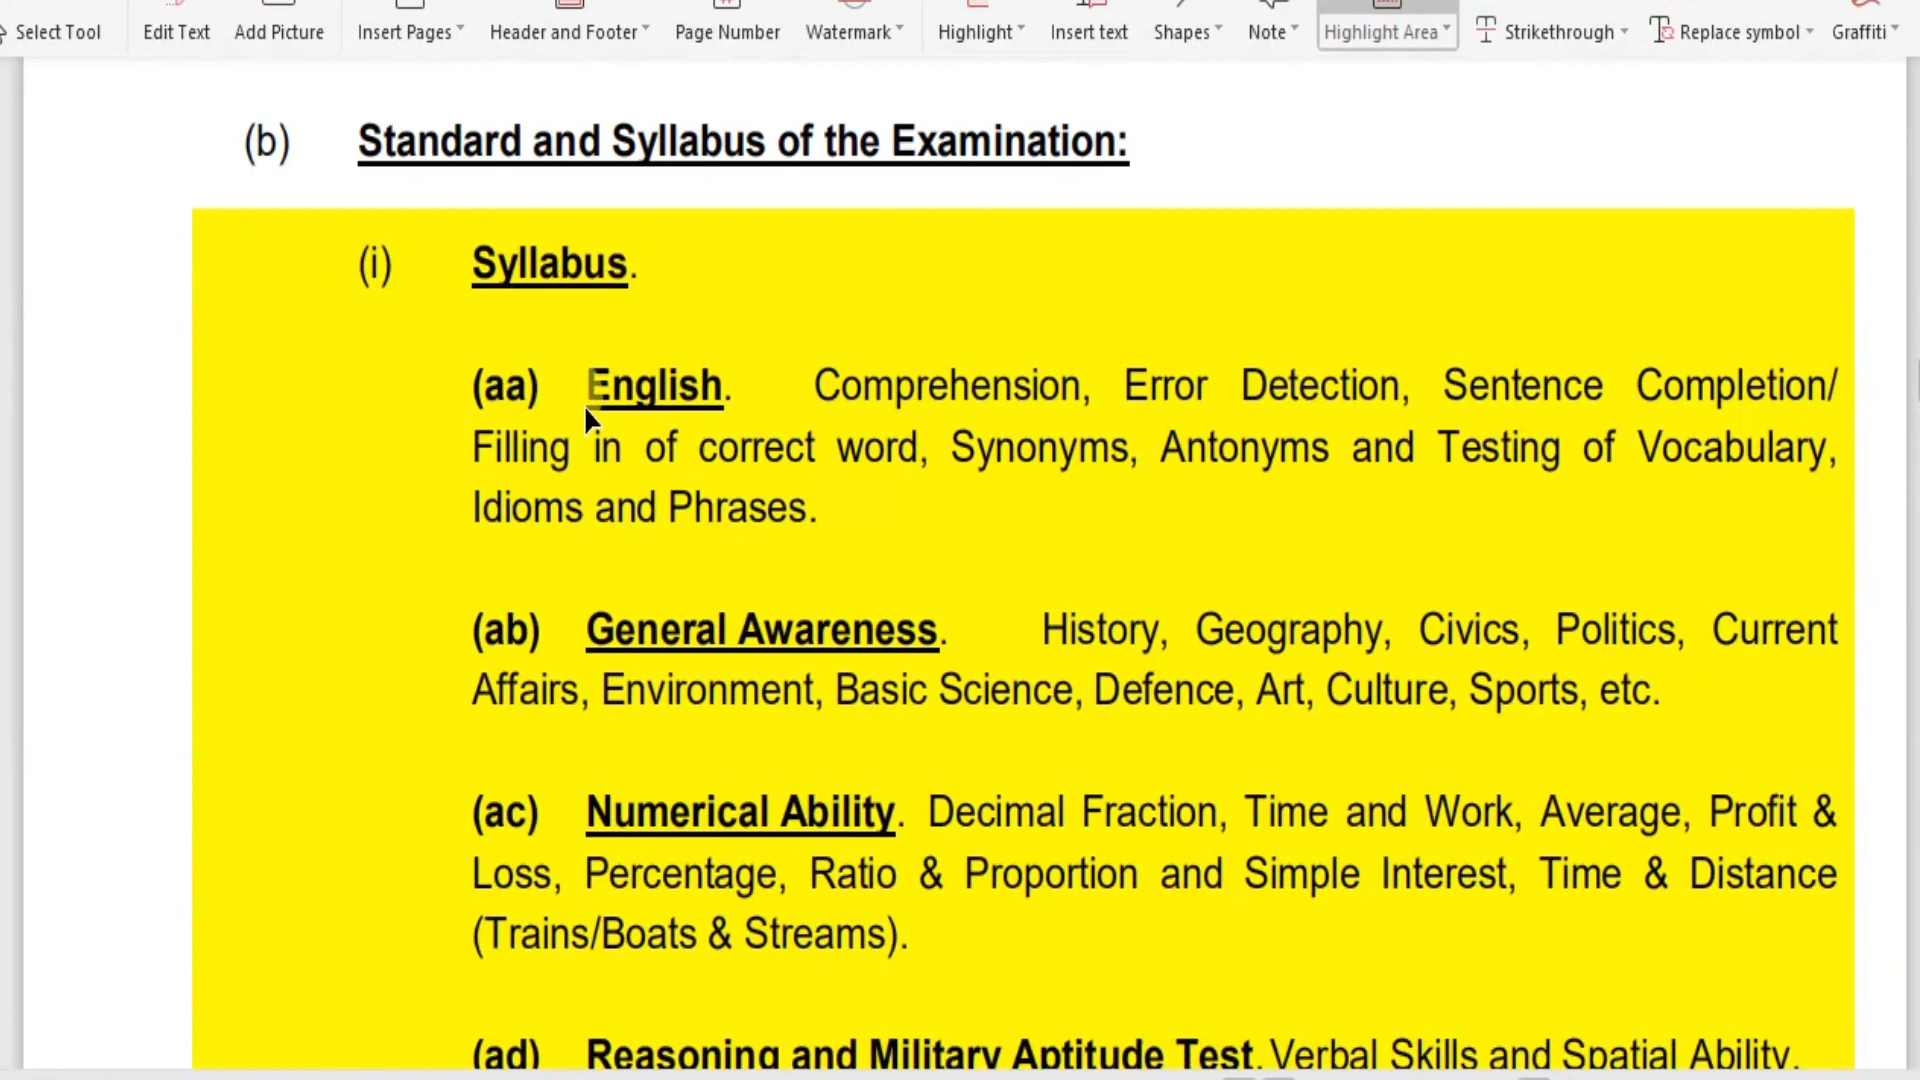 Select Tool Edit Text Add Picture Insert Pages Header and Footer Page Number Watermark Highlight Insert text Shapes Note Highlight Area Strikethrough Replace symbol Graffiti
(b) Standard and Syllabus of the Examination:
(i) Syllabus.
(aa) English. Comprehension, Error Detection, Sentence Completion/
Filling in of correct word, Synonyms, Antonyms and Testing of Vocabulary,
Idioms and Phrases.
(ab) General Awareness. History, Geography, Civics, Politics, Current
Affairs, Environment, Basic Science, Defence, Art, Culture, Sports, etc.
(ac) Numerical Ability. Decimal Fraction, Time and Work, Average, Profit &
Loss, Percentage, Ratio & Proportion and Simple Interest, Time & Distance
(Trains/Boats & Streams).
(ad) Reasoning and Military Aptitude Test. Verbal Skills and Spatial Ability.